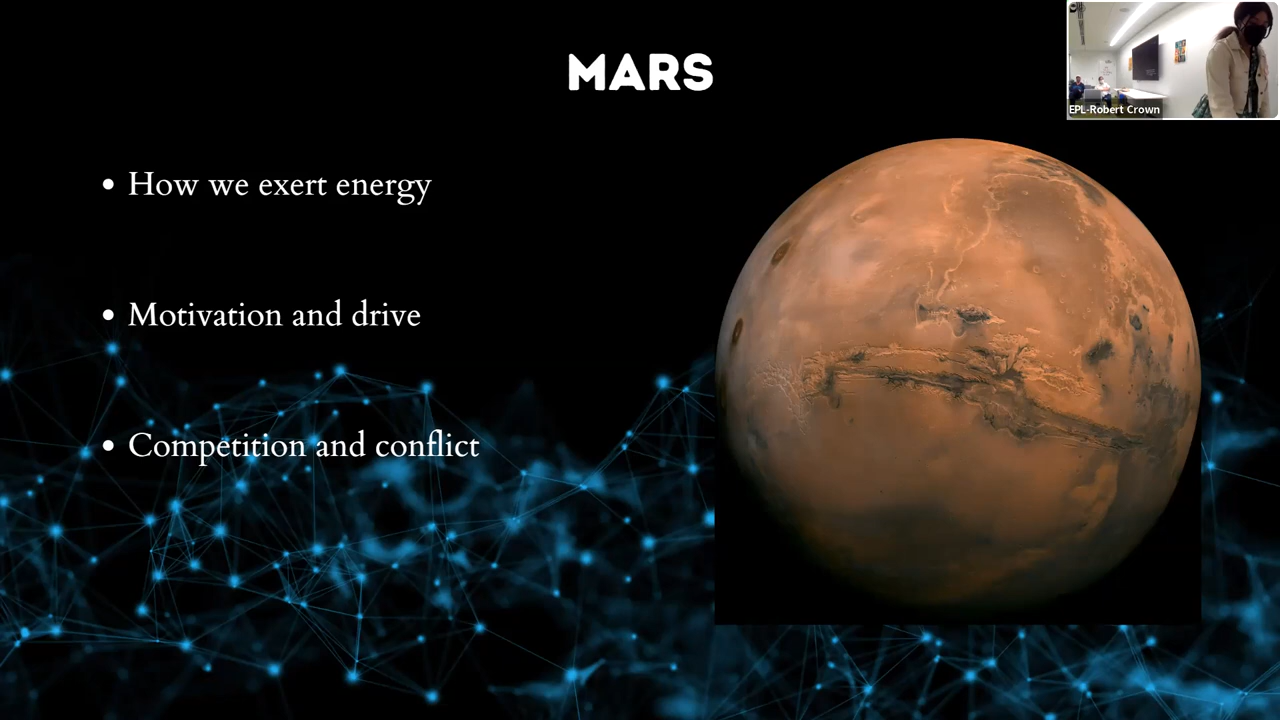 MARS
EPL-Robert Crown
• How we exert energy
• Motivation and drive
• Competition and conflict